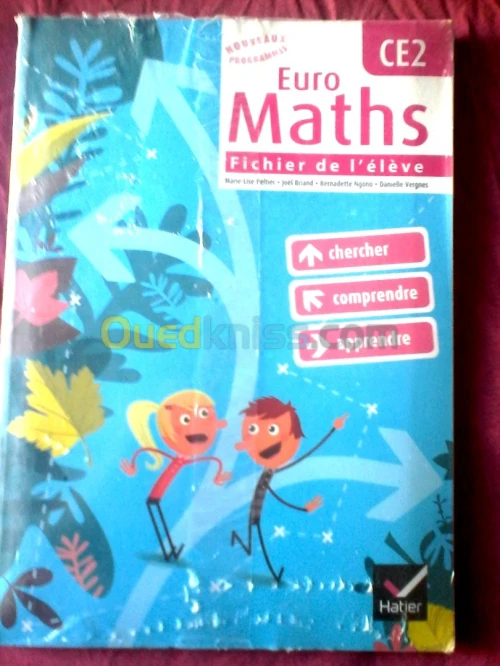 NOUVEAUX
PROGRAMMES
CE2
Euro
Maths
Fichier de l'élève
Marie-Lise Peltier • Joël Briand • Bernadette Ngono • Danielle Vergnes
chercher
comprendre
Ouedkniss.com
apprendre
Hatier